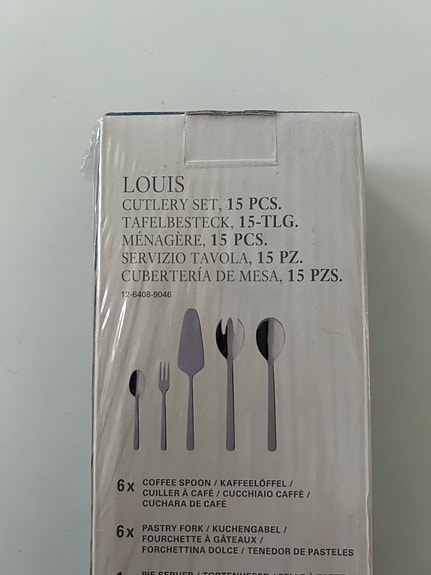 LOUIS
CUTLERY SET, 15 PCS.
TAFELBESTECK, 15-TLG.
MÉNAGÈRE, 15 PCS.
SERVIZIO TAVOLA, 15 PZ.
CUBERTERÍA DE MESA, 15 PZS.
12-6408-9046
6x COFFEE SPOON / KAFFEELÖFFEL /
CUILLER À CAFÉ / CUCCHIAIO CAFFÈ /
CUCHARA DE CAFÉ
6x PASTRY FORK / KUCHENGABEL /
FOURCHETTE À GÂTEAUX /
FORCHETTINA DOLCE / TENEDOR DE PASTELES